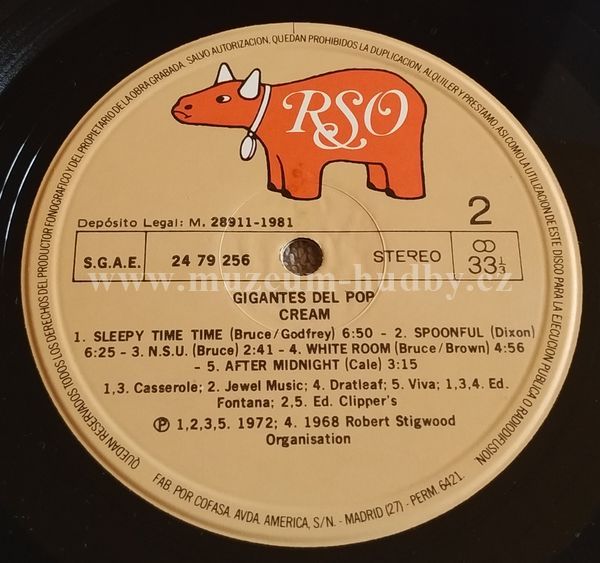 QUEDAN RESERVADOS TODOS LOS DERECHOS DEL PRODUCTOR FONOGRAFICO Y DEL PROPIETARIO DE LA OBRA GRABADA. SALVO AUTORIZACION, QUEDAN PROHIBIDOS LA DUPLICACION, ALQUILER Y PRESTAMO, ASI COMO LA UTILIZACION DE ESTE DISCO PARA LA EJECUCION PUBLICA O RADIODIFUSION.
RSO
Depósito Legal: M. 28911-1981
2
S.G.A.E. 24 79 256 STEREO 33 1/3
www.muzeum-hudby.cz
GIGANTES DEL POP
CREAM
1. SLEEPY TIME TIME (Bruce/Godfrey) 6:50 - 2. SPOONFUL (Dixon)
6:25 - 3. N.S.U. (Bruce) 2:41 - 4. WHITE ROOM (Bruce/Brown) 4:56
- 5. AFTER MIDNIGHT (Cale) 3:15
1,3. Casserole; 2. Jewel Music; 4. Dratleaf; 5. Viva; 1,3,4. Ed.
Fontana; 2,5. Ed. Clipper's
Ⓟ 1,2,3,5. 1972; 4. 1968 Robert Stigwood
Organisation
FAB. POR COFASA. AVDA. AMERICA, S/N. - MADRID (27) - PERM. 6421.